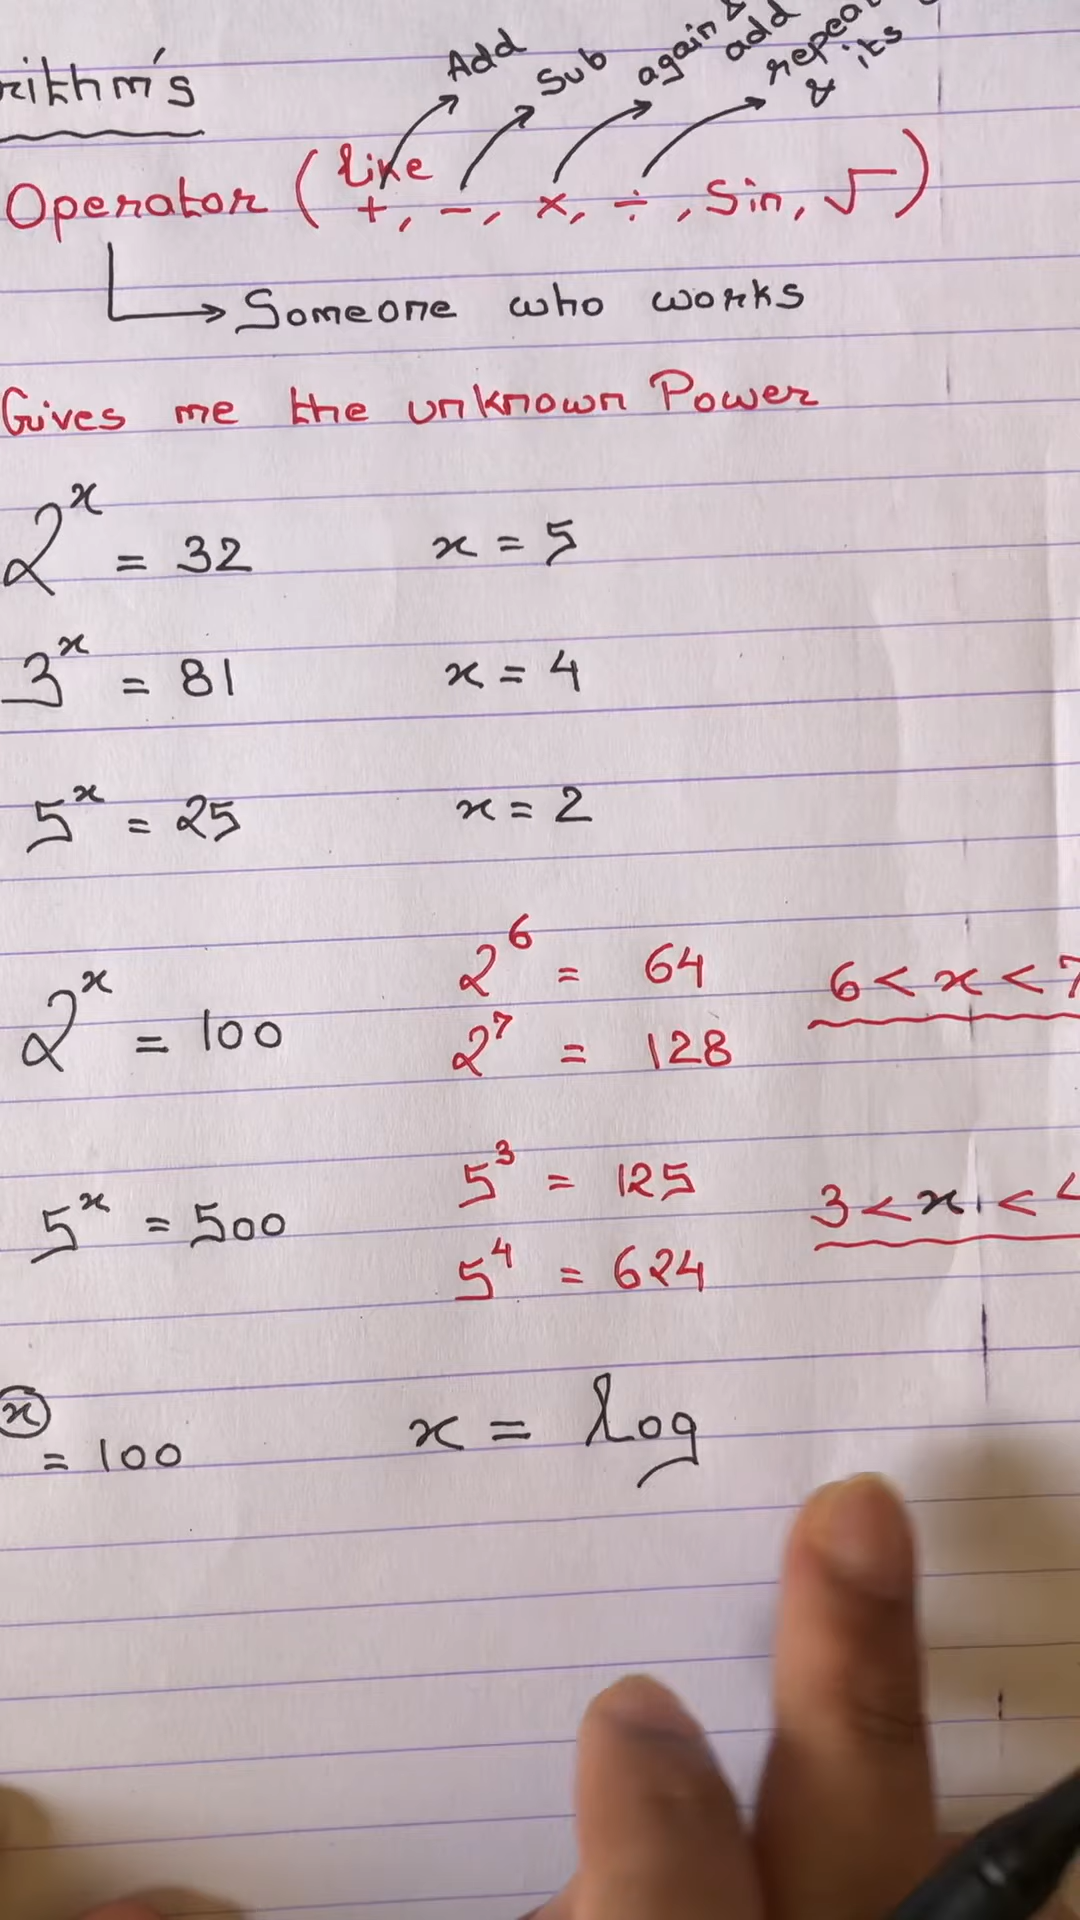 Add Sub again & add repeat & its
rithm's
Operator ( like +, -, ×, ÷, Sin, √ )
Someone who works
Gives me the unknown Power
2^x = 32 x = 5
3^x = 81 x = 4
5^x = 25 x = 2
2^x = 100 2^6 = 64 6 < x < 7
2^7 = 128
5^x = 500 5^3 = 125 3 < x <
5^4 = 624
x = 100 x = log